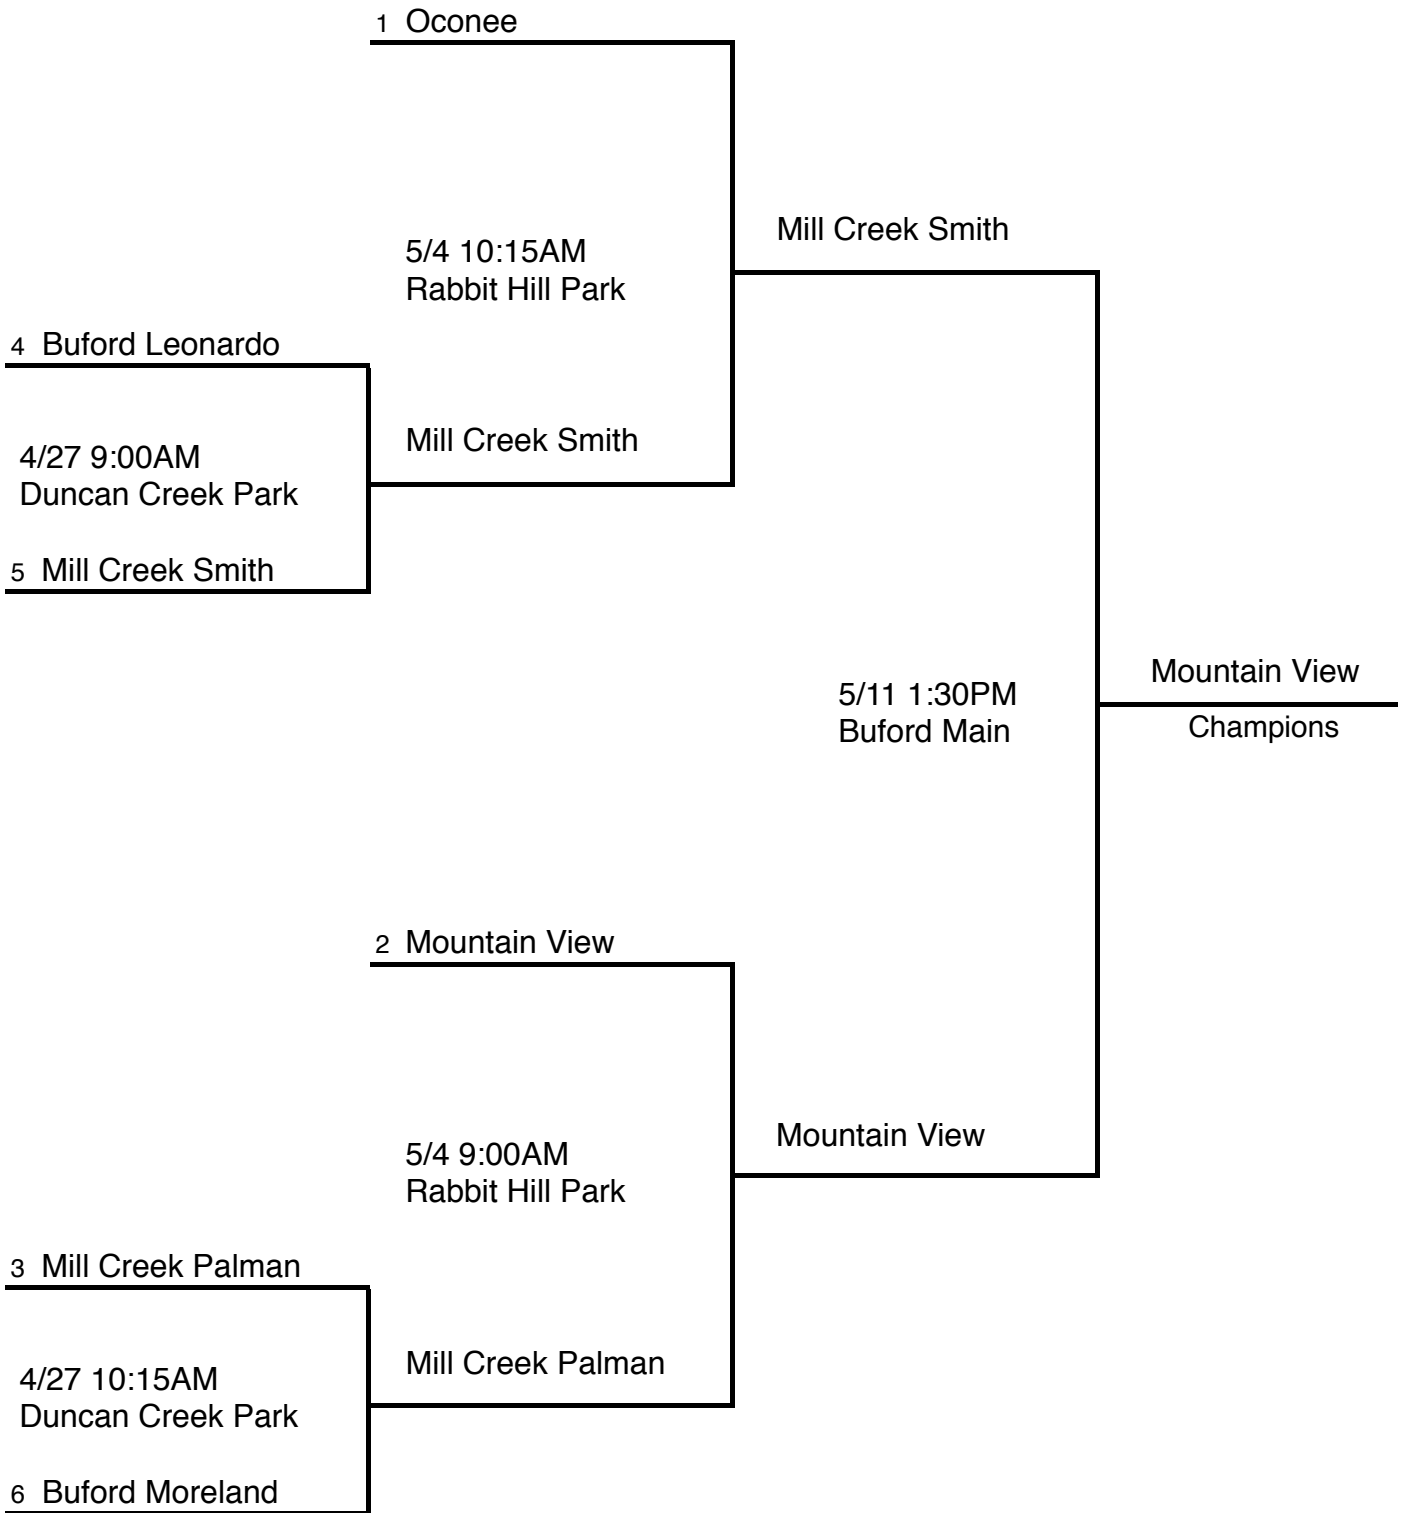 1 Oconee
5/4 10:15AM
Rabbit Hill Park
Mill Creek Smith
4 Buford Leonardo
4/27 9:00AM
Duncan Creek Park
Mill Creek Smith
5 Mill Creek Smith
5/11 1:30PM
Buford Main
Mountain View
Champions
2 Mountain View
5/4 9:00AM
Rabbit Hill Park
Mountain View
3 Mill Creek Palman
4/27 10:15AM
Duncan Creek Park
Mill Creek Palman
6 Buford Moreland